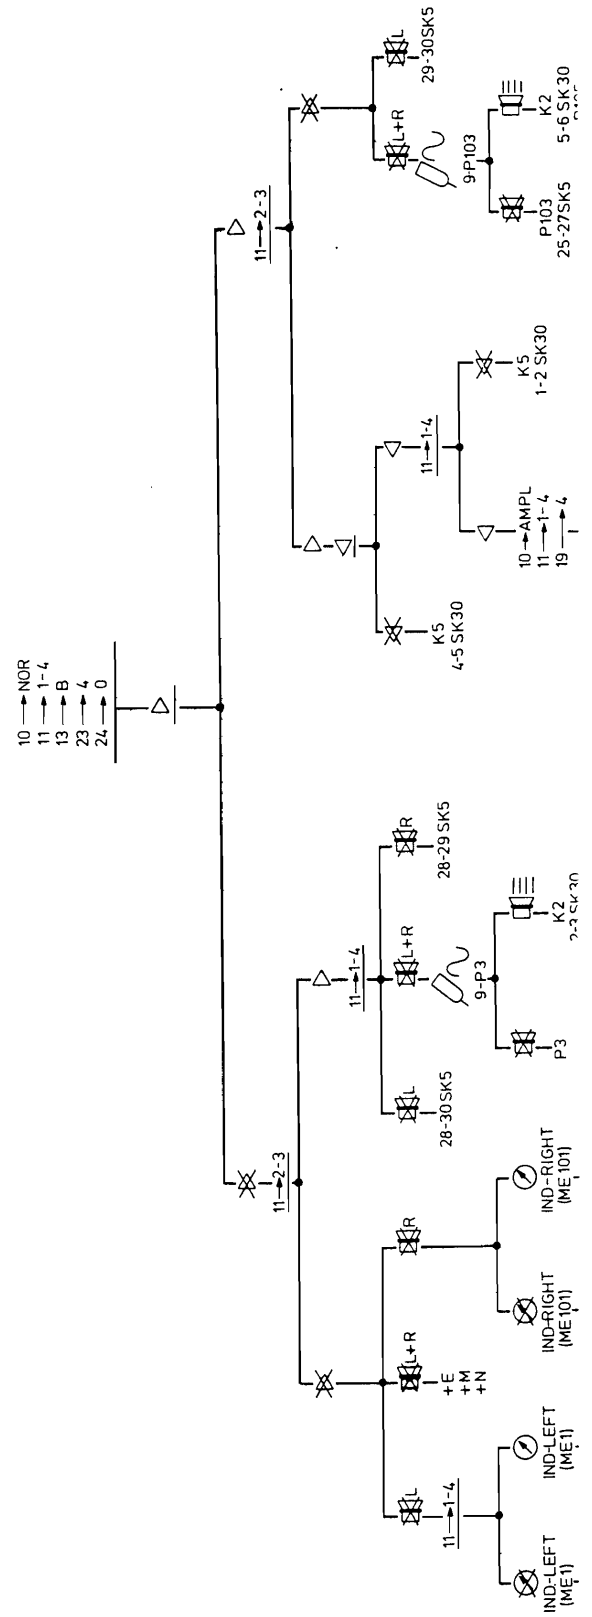 10 → NOR
11 → 1-4
13 → B
23 → 4
24 → 0
11 → 2-3
L
29-30SK5
L+R
9-P103
K2
5-6 SK30
P103
25-27SK5
K5
4-5 SK30
11 → 1-4
K5
1-2 SK30
10 → AMPL
11 → 1-4
19 → 4
11 → 2-3
11 → 1-4
L
28-30SK5
L+R
9-P3
R
28-29 SK5
P3
K2
L
11 → 1-4
L+R
+E
+M
+N
R
IND-LEFT
(ME1)
IND-LEFT
(ME1)
IND-RIGHT
(ME101)
IND-RIGHT
(ME101)